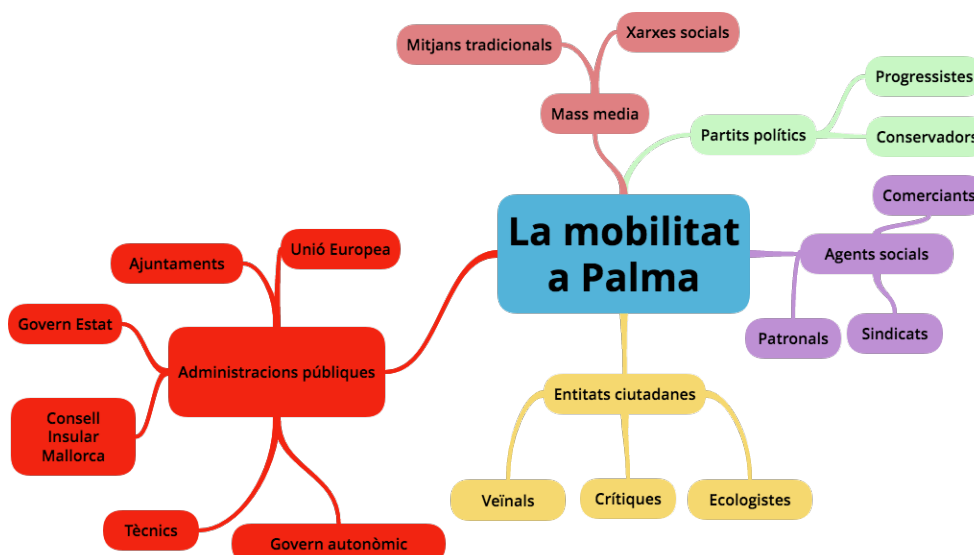 Xarxes socials
Mitjans tradicionals
Mass media
Progressistes
Partits polítics
Conservadors
Comerciants
La mobilitat
a Palma
Agents socials
Patronals
Sindicats
Unió Europea
Ajuntaments
Govern Estat
Administracions públiques
Consell
Insular
Mallorca
Tècnics
Govern autonòmic
Entitats ciutadanes
Veïnals
Crítiques
Ecologistes